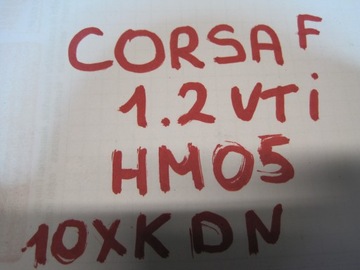 CORSA F
1.2 VTi
HM05
10XKDN